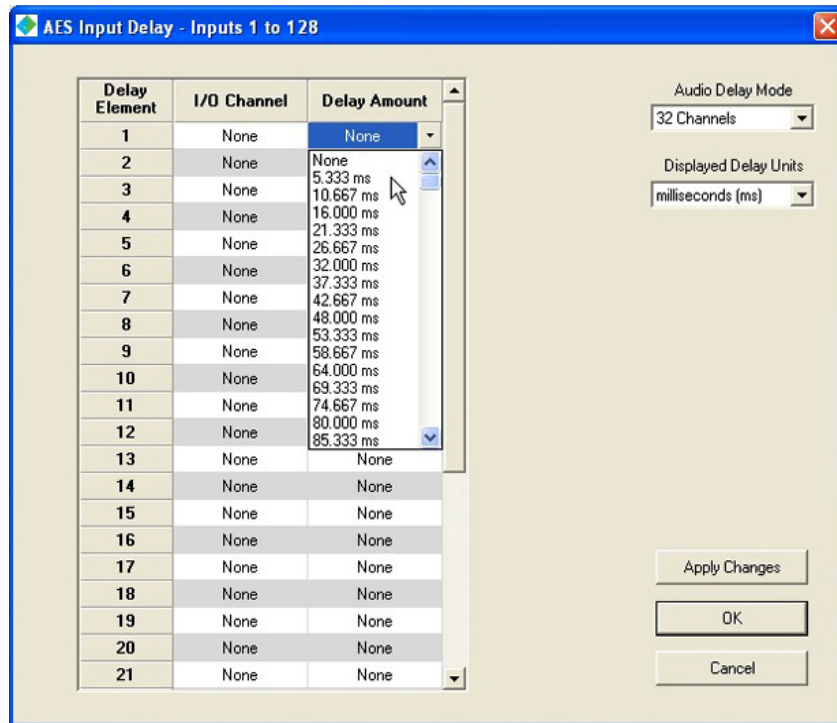 AES Input Delay - Inputs 1 to 128
Delay Element I/O Channel Delay Amount
1 None None
2 None
3 None
4 None
5 None
6 None
7 None
8 None
9 None
10 None
11 None
12 None
None
5.333 ms
10.667 ms
16.000 ms
21.333 ms
26.667 ms
32.000 ms
37.333 ms
42.667 ms
48.000 ms
53.333 ms
58.667 ms
64.000 ms
69.333 ms
74.667 ms
80.000 ms
85.333 ms
13 None None
14 None None
15 None None
16 None None
17 None None
18 None None
19 None None
20 None None
21 None None
Audio Delay Mode
32 Channels
Displayed Delay Units
milliseconds (ms)
Apply Changes
OK
Cancel